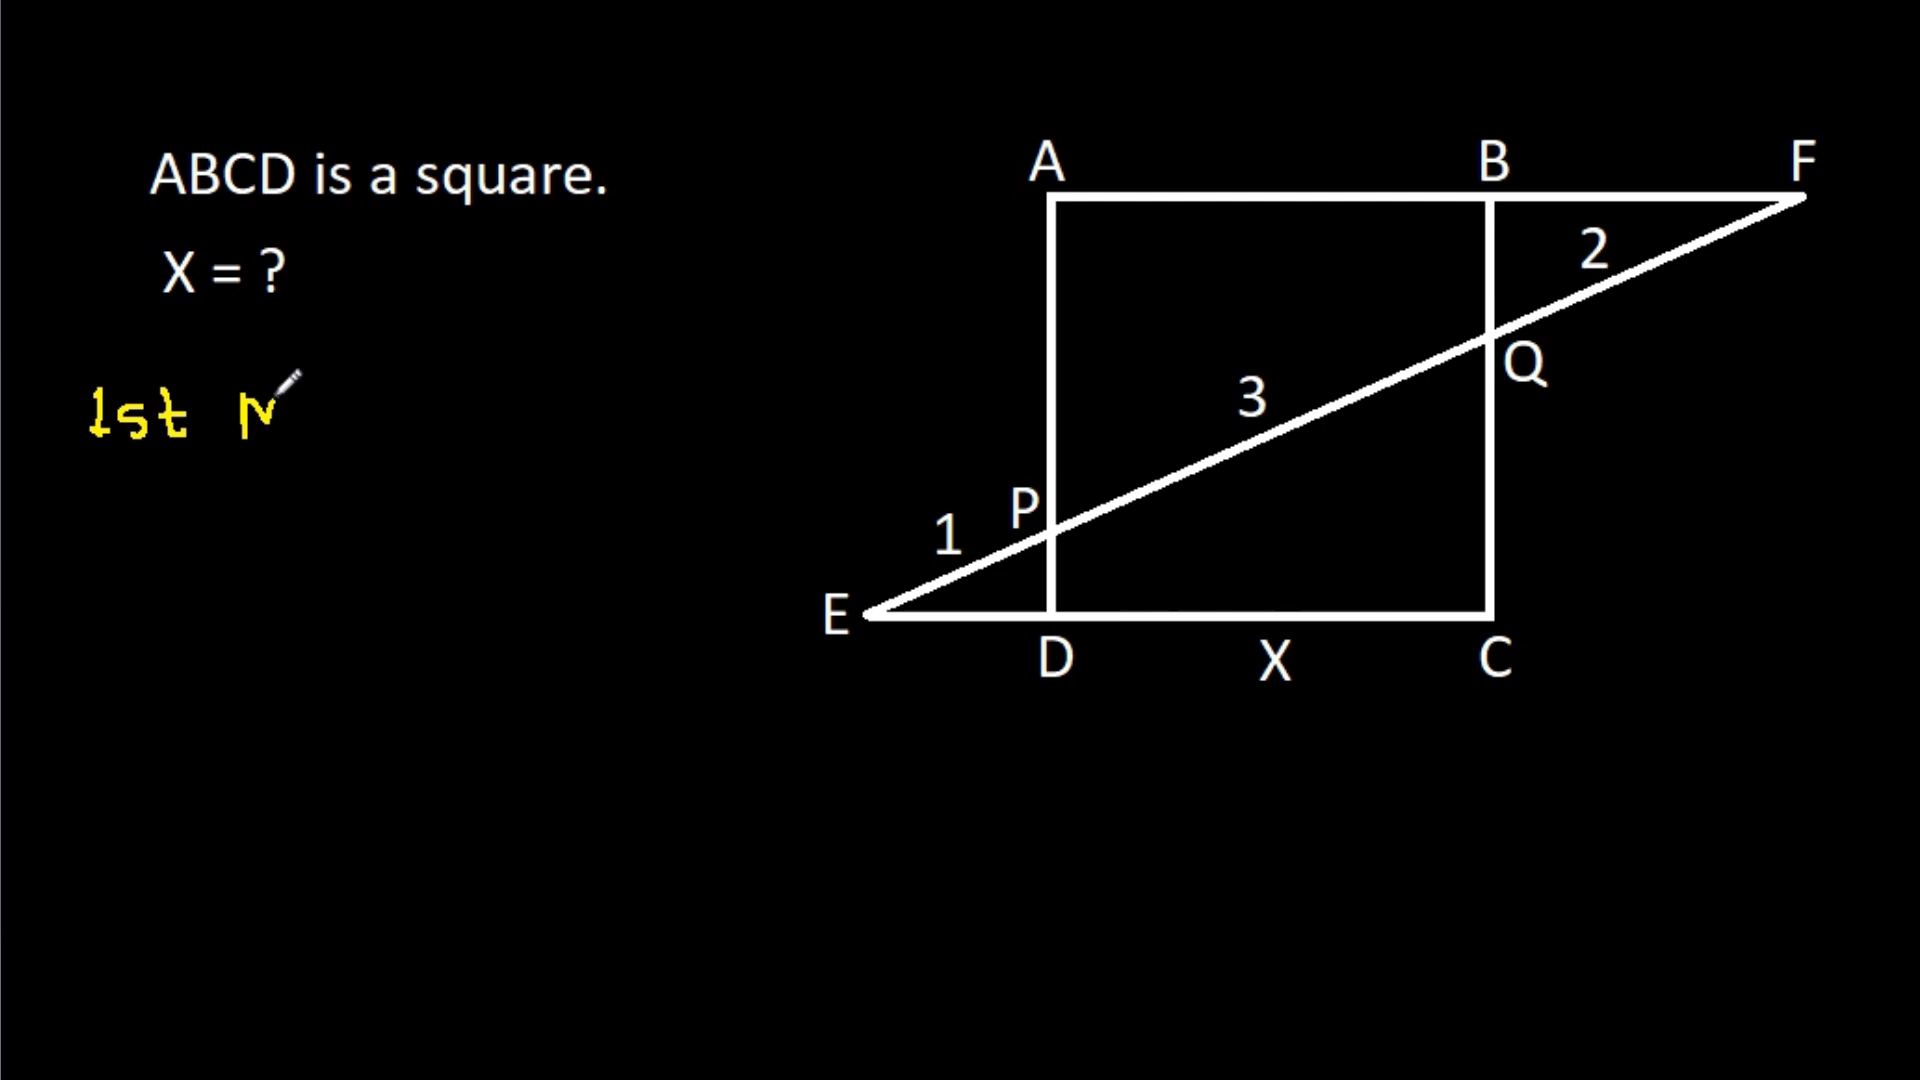 ABCD is a square.
X = ?
1st M
A B F
2
Q
3
P
1
E
D X C